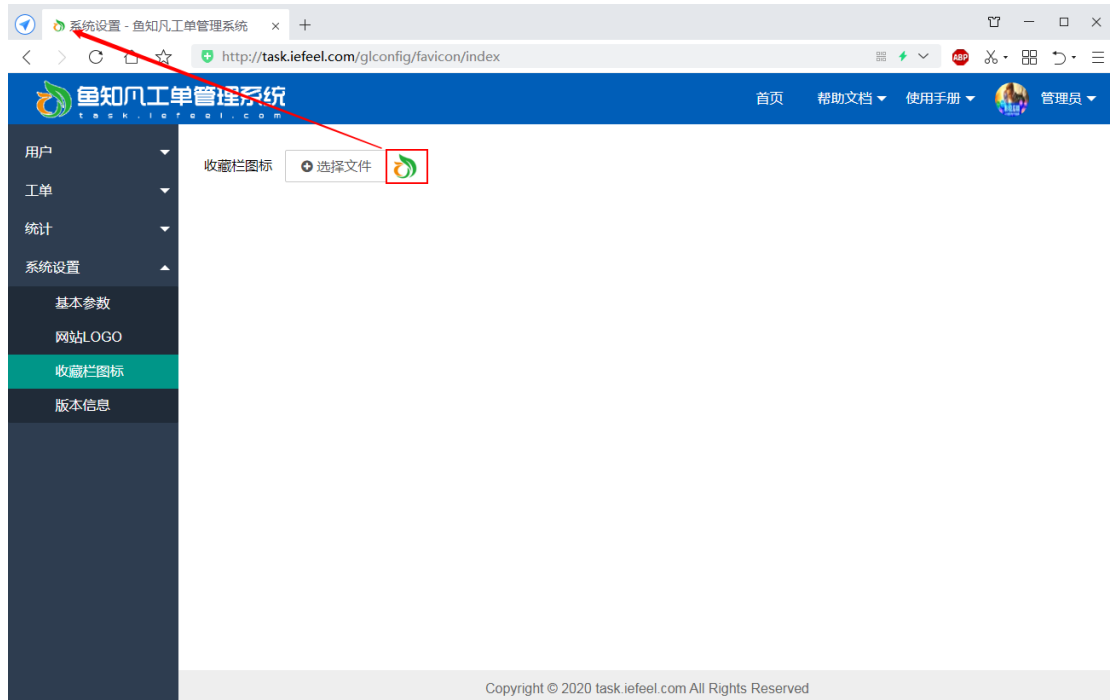 系统设置 - 鱼知凡工单管理系统
http://task.iefeel.com/glconfig/favicon/index
ABP
鱼知凡工单管理系统
task.iefeel.com
首页 帮助文档 使用手册 管理员
用户
工单
统计
系统设置
基本参数
网站LOGO
收藏栏图标
版本信息
收藏栏图标 选择文件
Copyright © 2020 task.iefeel.com All Rights Reserved